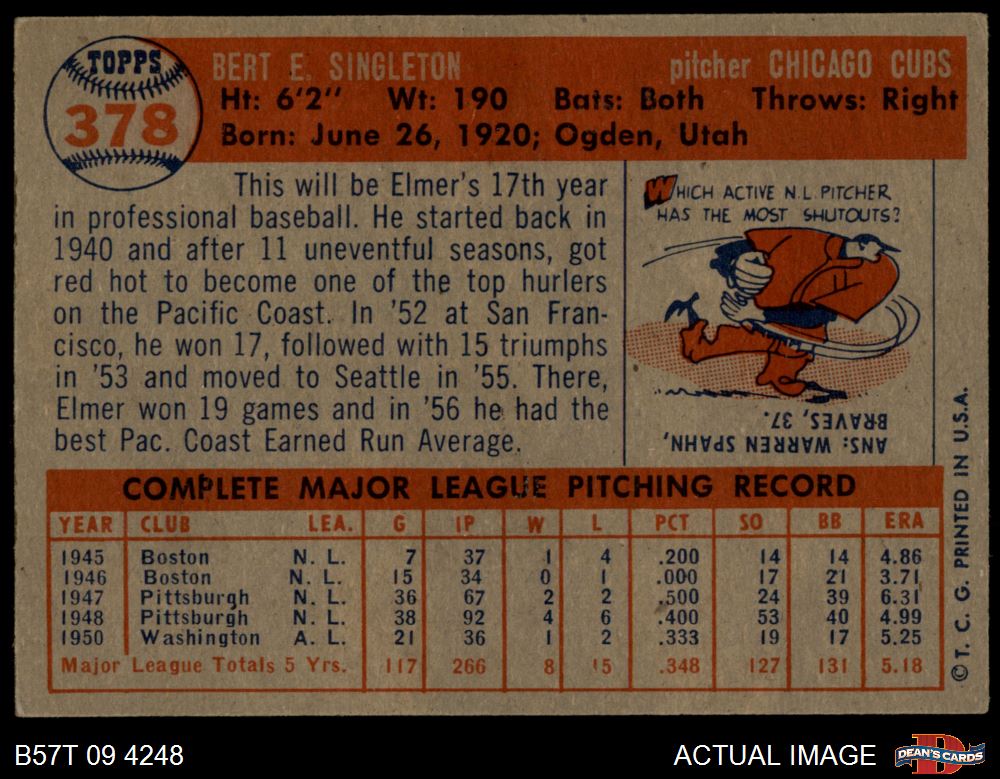 TOPPS
378
BERT E. SINGLETON pitcher CHICAGO CUBS
Ht: 6'2" Wt: 190 Bats: Both Throws: Right
Born: June 26, 1920; Ogden, Utah
This will be Elmer's 17th year
in professional baseball. He started back in
1940 and after 11 uneventful seasons, got
red hot to become one of the top hurlers
on the Pacific Coast. In '52 at San Fran-
cisco, he won 17, followed with 15 triumphs
in '53 and moved to Seattle in '55. There,
Elmer won 19 games and in '56 he had the
best Pac. Coast Earned Run Average.
WHICH ACTIVE N.L. PITCHER
HAS THE MOST SHUTOUTS?
ANS: WARREN SPAHN,
BRAVES, 37.
COMPLETE MAJOR LEAGUE PITCHING RECORD
YEAR CLUB LEA. G IP W L PCT SO BB ERA
1945 Boston N. L. 7 37 1 4 .200 14 14 4.86
1946 Boston N. L. 15 34 0 1 .000 17 21 3.71
1947 Pittsburgh N. L. 36 67 2 2 .500 24 39 6.31
1948 Pittsburgh N. L. 38 92 4 6 .400 53 40 4.99
1950 Washington A. L. 21 36 1 2 .333 19 17 5.25
Major League Totals 5 Yrs. 117 266 8 15 .348 127 131 5.18
© T. C. G. PRINTED IN U.S.A.
B57T 09 4248 ACTUAL IMAGE
D
DEAN'S CARDS